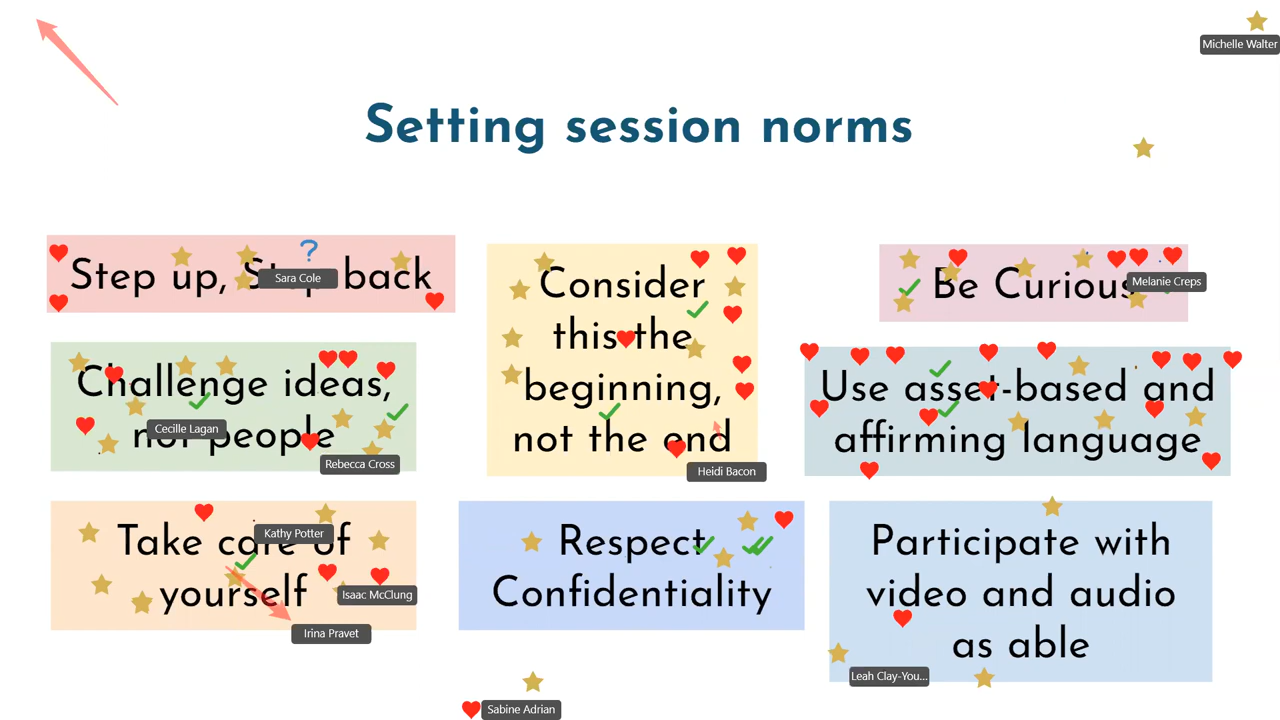 Michelle Walter
Setting session norms
Step up, Step back
Sara Cole
Consider
this the
beginning,
not the end
Heidi Bacon
Be Curious
Melanie Creps
Challenge ideas,
not people
Cecille Lagan
Rebecca Cross
Use asset-based and
affirming language
Take care of
yourself
Kathy Potter
Isaac McClung
Irina Pravet
Respect
Confidentiality
Participate with
video and audio
as able
Leah Clay-You...
Sabine Adrian